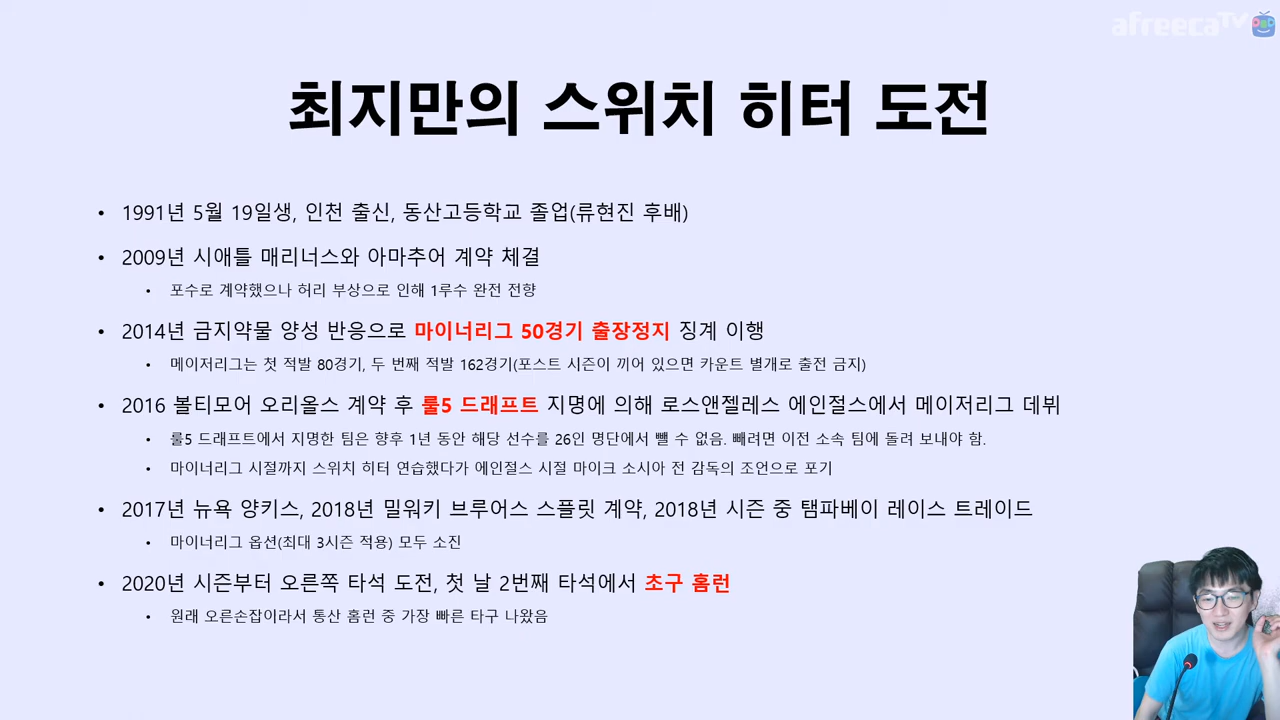 afreecaTV
최지만의 스위치 히터 도전
• 1991년 5월 19일생, 인천 출신, 동산고등학교 졸업(류현진 후배)
• 2009년 시애틀 매리너스와 아마추어 계약 체결
• 포수로 계약했으나 허리 부상으로 인해 1루수 완전 전향
• 2014년 금지약물 양성 반응으로 마이너리그 50경기 출장정지 징계 이행
• 메이저리그는 첫 적발 80경기, 두 번째 적발 162경기(포스트 시즌이 끼어 있으면 카운트 별개로 출전 금지)
• 2016 볼티모어 오리올스 계약 후 룰5 드래프트 지명에 의해 로스앤젤레스 에인절스에서 메이저리그 데뷔
• 룰5 드래프트에서 지명한 팀은 향후 1년 동안 해당 선수를 26인 명단에서 뺄 수 없음. 빼려면 이전 소속 팀에 돌려 보내야 함.
• 마이너리그 시절까지 스위치 히터 연습했다가 에인절스 시절 마이크 소시아 전 감독의 조언으로 포기
• 2017년 뉴욕 양키스, 2018년 밀워키 브루어스 스플릿 계약, 2018년 시즌 중 탬파베이 레이스 트레이드
• 마이너리그 옵션(최대 3시즌 적용) 모두 소진
• 2020년 시즌부터 오른쪽 타석 도전, 첫 날 2번째 타석에서 초구 홈런
• 원래 오른손잡이라서 통산 홈런 중 가장 빠른 타구 나왔음